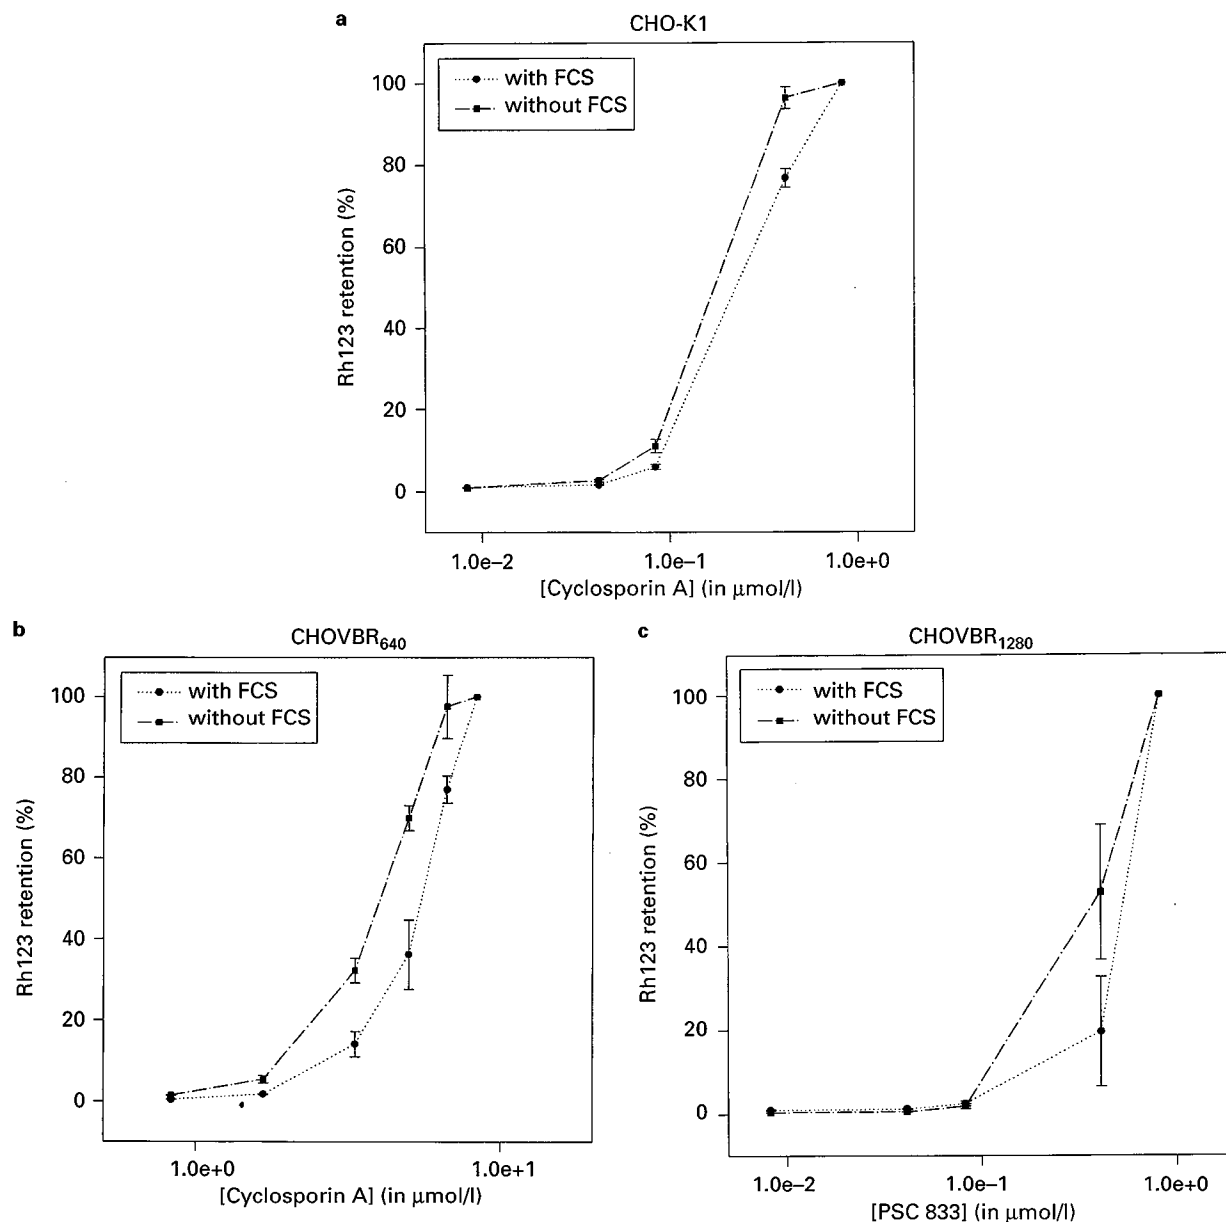 a
CHO-K1
with FCS
without FCS
100
80
60
40
20
0
Rh123 retention (%)
1.0e−2
1.0e−1
1.0e+0
[Cyclosporin A] (in μmol/l)
b
CHOVBR640
with FCS
without FCS
100
80
60
40
20
0
Rh123 retention (%)
1.0e+0
1.0e+1
[Cyclosporin A] (in μmol/l)
c
CHOVBR1280
with FCS
without FCS
100
80
60
40
20
0
Rh123 retention (%)
1.0e−2
1.0e−1
1.0e+0
[PSC 833] (in μmol/l)